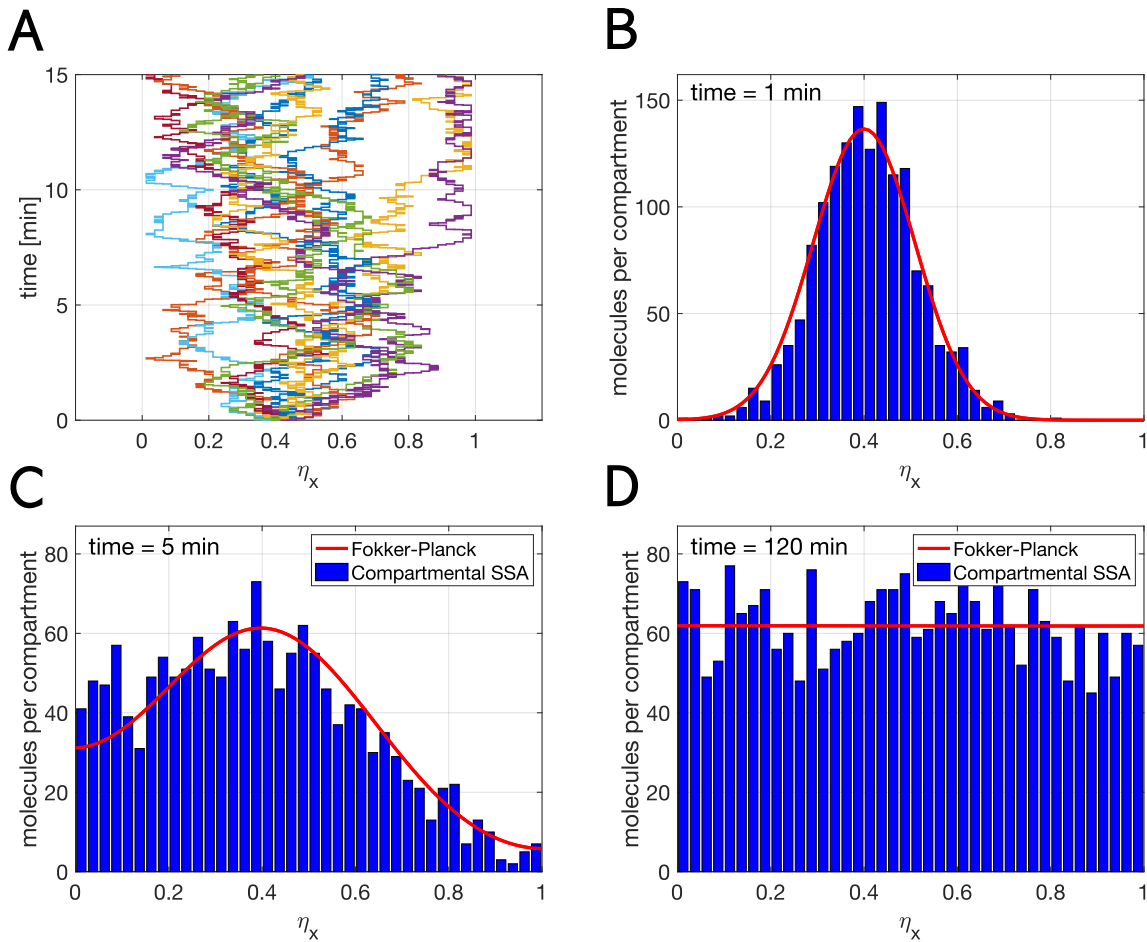 A
15
10
5
0
time [min]
0 0.2 0.4 0.6 0.8 1
ηx
B
time = 1 min
150
100
50
0
molecules per compartment
0 0.2 0.4 0.6 0.8 1
ηx
C
time = 5 min
Fokker-Planck
Compartmental SSA
80
60
40
20
0
molecules per compartment
0 0.2 0.4 0.6 0.8 1
ηx
D
time = 120 min
Fokker-Planck
Compartmental SSA
80
60
40
20
0
molecules per compartment
0 0.2 0.4 0.6 0.8 1
ηx